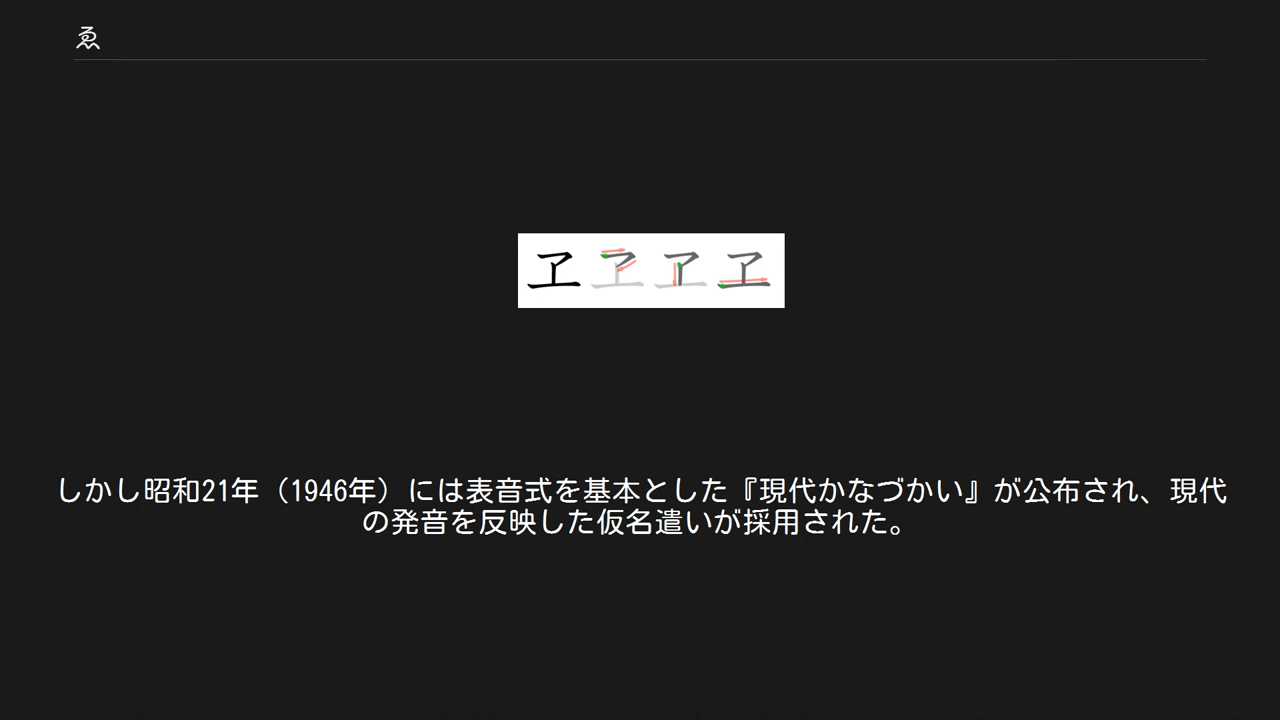 ゑ
ヱ ヱ ヱ ヱ
しかし昭和21年（1946年）には表音式を基本とした『現代かなづかい』が公布され、現代
の発音を反映した仮名遣いが採用された。